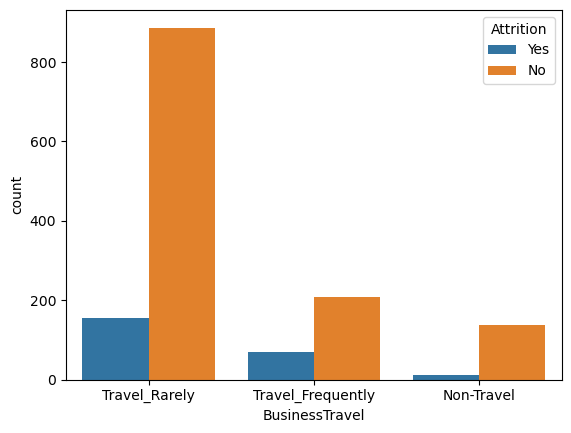 Attrition
Yes
No
800
600
400
200
0
count
Travel_Rarely
Travel_Frequently
Non-Travel
BusinessTravel